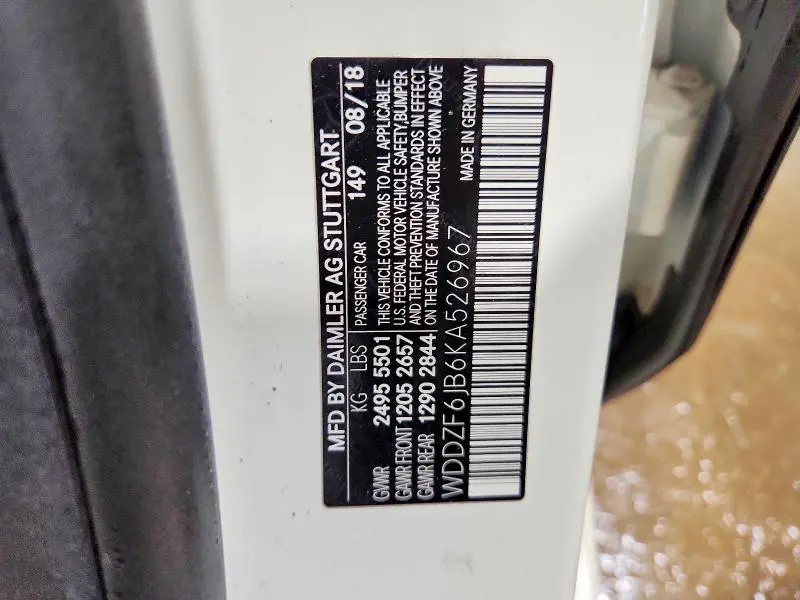 MFD BY DAIMLER AG STUTTGART
KG LBS
GVWR 2495 5501
GAWR FRONT 1205 2657
GAWR REAR 1290 2844
PASSENGER CAR 149 08/18
THIS VEHICLE CONFORMS TO ALL APPLICABLE
U.S. FEDERAL MOTOR VEHICLE SAFETY, BUMPER
AND THEFT PREVENTION STANDARDS IN EFFECT
ON THE DATE OF MANUFACTURE SHOWN ABOVE
WDDZF6JB6KA526967 MADE IN GERMANY